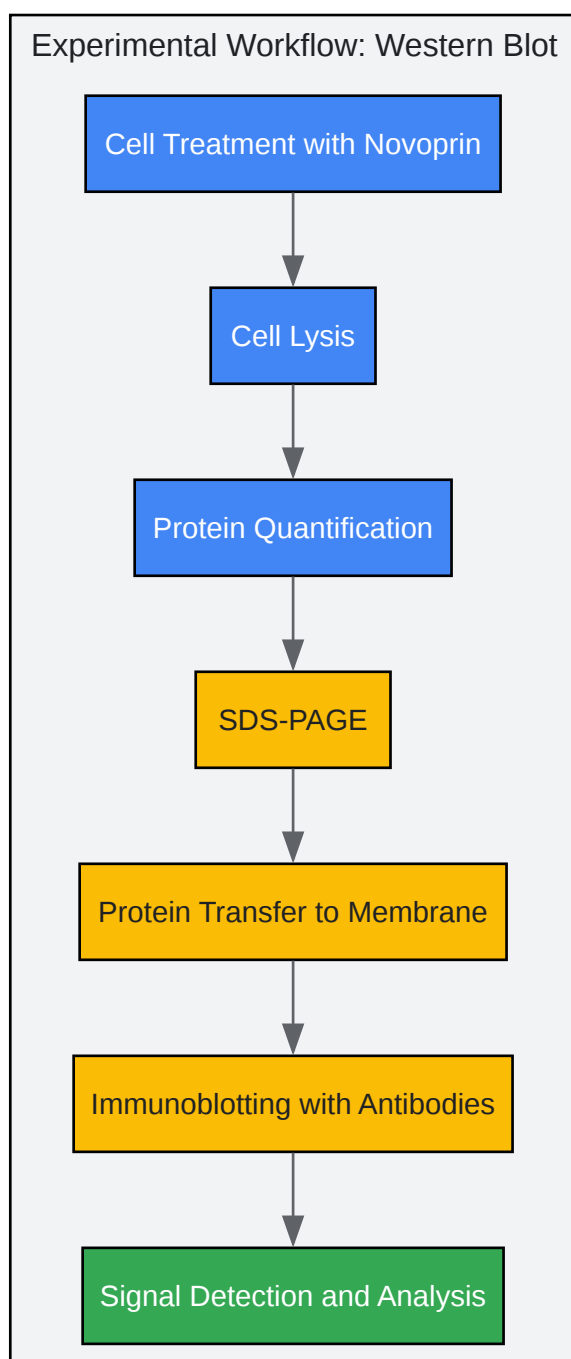 Experimental Workflow: Western Blot
Cell Treatment with Novoprin
Cell Lysis
Protein Quantification
SDS-PAGE
Protein Transfer to Membrane
Immunoblotting with Antibodies
Signal Detection and Analysis